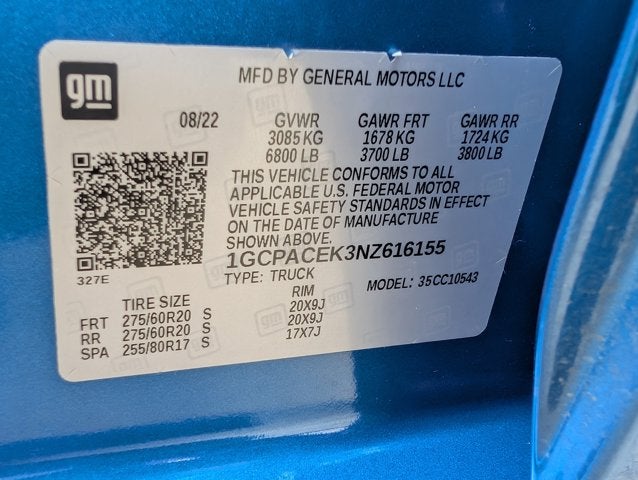 gm
MFD BY GENERAL MOTORS LLC
08/22 GVWR GAWR FRT GAWR RR
3085 KG 1678 KG 1724 KG
6800 LB 3700 LB 3800 LB
THIS VEHICLE CONFORMS TO ALL
APPLICABLE U.S. FEDERAL MOTOR
VEHICLE SAFETY STANDARDS IN EFFECT
ON THE DATE OF MANUFACTURE
SHOWN ABOVE.
1GCPACEK3NZ616155
327E TYPE: TRUCK MODEL: 35CC10543
TIRE SIZE RIM
FRT 275/60R20 S 20X9J
RR 275/60R20 S 20X9J
SPA 255/80R17 S 17X7J